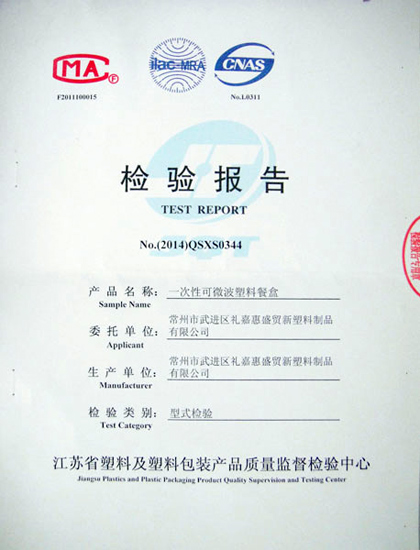 CMA F
ilac-MRA
CNAS
F2011100015
No.L0311
检验报告
TEST REPORT
No.(2014)QSXS0344
产品名称: 一次性可微波塑料餐盒
Sample Name
委托单位: 常州市武进区礼嘉惠盛贸新塑料制品
有限公司
Applicant
生产单位: 常州市武进区礼嘉惠盛贸新塑料制品
有限公司
Manufacturer
检验类别: 型式检验
Test Category
江苏省塑料及塑料包装产品质量监督检验中心
Jiangsu Plastics and Plastic Packaging Product Quality Supervision and Testing Center